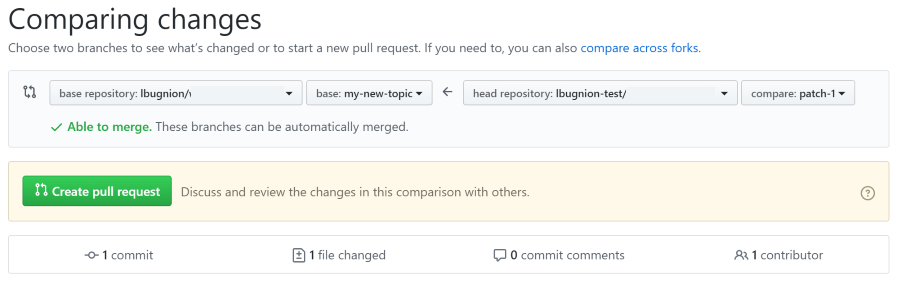 Comparing changes
Choose two branches to see what's changed or to start a new pull request. If you need to, you can also compare across forks.
base repository: lbugnion/ base: my-new-topic head repository: lbugnion-test/ compare: patch-1
Able to merge. These branches can be automatically merged.
Create pull request Discuss and review the changes in this comparison with others.
1 commit 1 file changed 0 commit comments 1 contributor